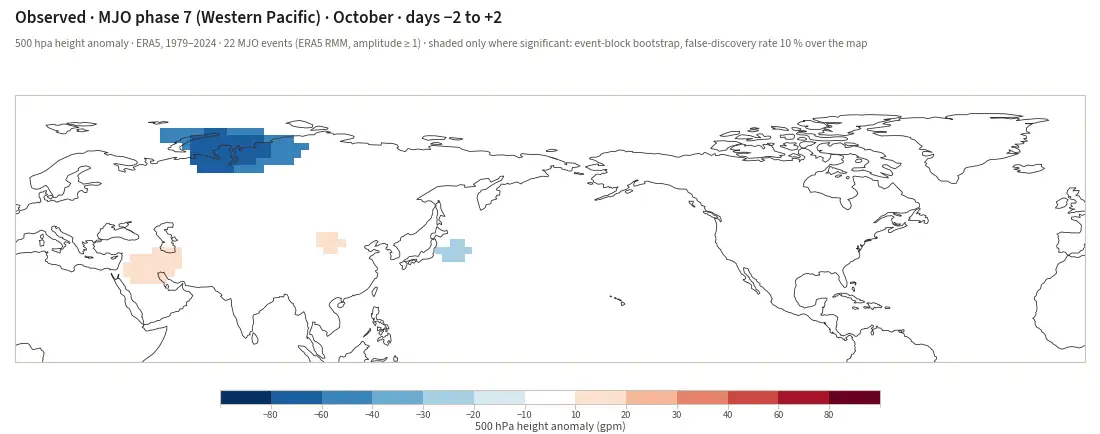 Observed · MJO phase 7 (Western Pacific) · October · days −2 to +2
500 hpa height anomaly · ERA5, 1979–2024 · 22 MJO events (ERA5 RMM, amplitude ≥ 1) · shaded only where significant: event-block bootstrap, false-discovery rate 10 % over the map
−80 −60 −40 −30 −20 −10 10 20 30 40 60 80
500 hPa height anomaly (gpm)